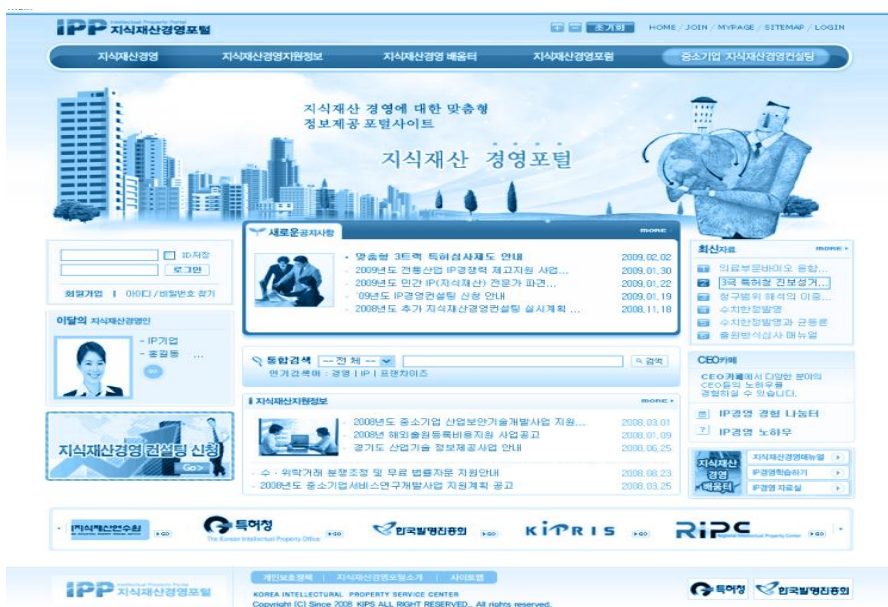 IPP Intellectual Property Portal 지식재산경영포털
초기화 HOME / JOIN / MYPAGE / SITEMAP / LOGIN
지식재산경영 지식재산경영지원정보 지식재산경영 배움터 지식재산경영포럼 중소기업 지식재산경영컨설팅
지식재산 경영에 대한 맞춤형
정보제공 포털사이트
지식재산 경영포털
ID저장
로그인
회원가입 | 아이디/비밀번호 찾기
새로운공지사항 more
· 맞춤형 3트랙 특허심사제도 안내 2009.02.02
· 2009년도 전통산업 IP경쟁력 제고지원 사업... 2009.01.30
· 2009년도 민간 IP(지식재산) 전문가 파견... 2009.01.22
· '09년도 IP경영컨설팅 신청 안내 2009.01.19
· 2008년도 추가 지식재산경영컨설팅 실시계획 ... 2008.11.18
최신자료 more
의료부문바이오 융합...
3극 특허청 진보성거...
청구범위 해석의 이중...
수치한정발명
수치한정발명과 균등론
출원방식심사 매뉴얼
이달의 지식재산경영인
- IP기업
- 홍길동 ...
GO
통합검색 -- 전 체 -- 검색
인기검색어 : 경영 | IP | 프랜차이즈
지식재산지원정보 more
· 2008년도 중소기업 산업보안기술개발사업 지원... 2008.03.01
· 2008년 해외출원등록비용지원 사업공고 2008.01.09
· 경기도 산업기술 정보제공사업 안내 2008.06.25
· 수·위탁거래 분쟁조정 및 무료 법률자문 지원안내 2008.08.23
· 2008년도 중소기업서비스연구개발사업 지원계획 공고 2008.03.25
CEO카페
CEO카페에서 다양한 분야의
CEO들의 노하우를
경험하실 수 있습니다.
IP경영 경험 나눔터
IP경영 노하우
지식재산경영 컨설팅 신청
Go>
지식재산
경영
배움터
지식재산경영매뉴얼
IP경영학습하기
IP경영 자료실
지식재산연수원 GO
특허청 The Korean Intellectual Property Office GO
한국발명진흥회 GO
KIPRIS GO
RIPC Regional Intellectual Property Center GO
개인보호정책 | 지식재산경영포털소개 | 사이트맵
IPP Intellectual Property Portal 지식재산경영포털
KOREA INTELLECTURAL PROPERTY SERVICE CENTER
Copyright (C) Since 2008 KIPS ALL RIGHT RESERVED.. All rights reserved.
특허청 한국발명진흥회